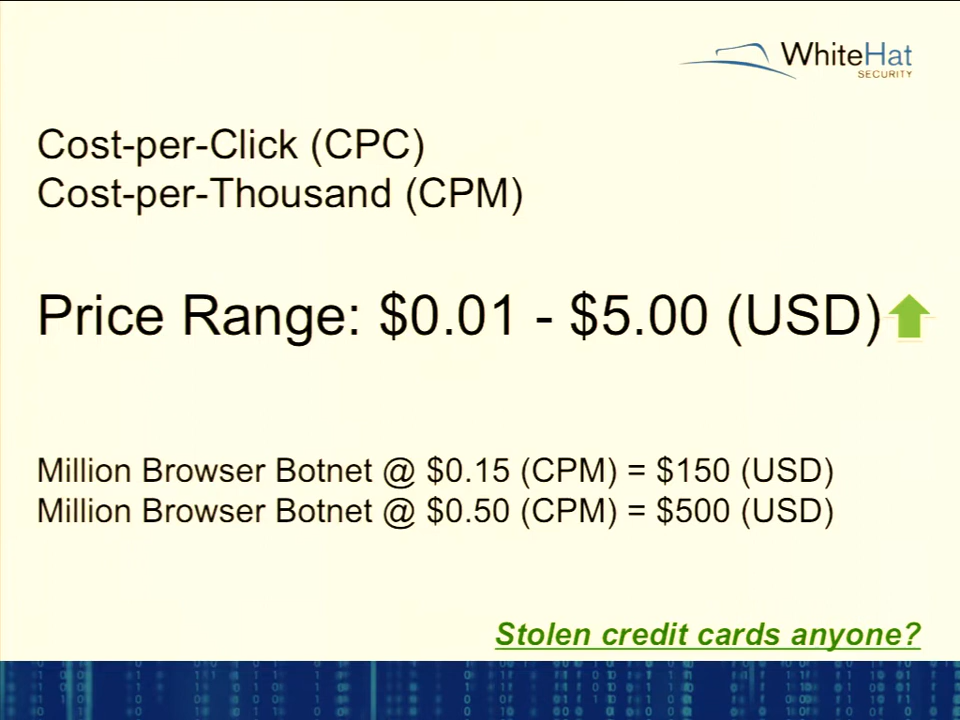 WhiteHat
SECURITY
Cost-per-Click (CPC)
Cost-per-Thousand (CPM)
Price Range: $0.01 - $5.00 (USD)
Million Browser Botnet @ $0.15 (CPM) = $150 (USD)
Million Browser Botnet @ $0.50 (CPM) = $500 (USD)
Stolen credit cards anyone?